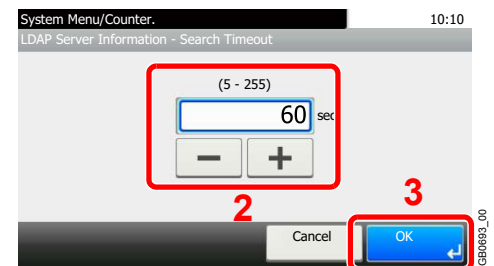 System Menu/Counter. 10:10
LDAP Server Information - Search Timeout
(5 - 255)
60 sec
− +
2
3
Cancel OK
GB0693_00